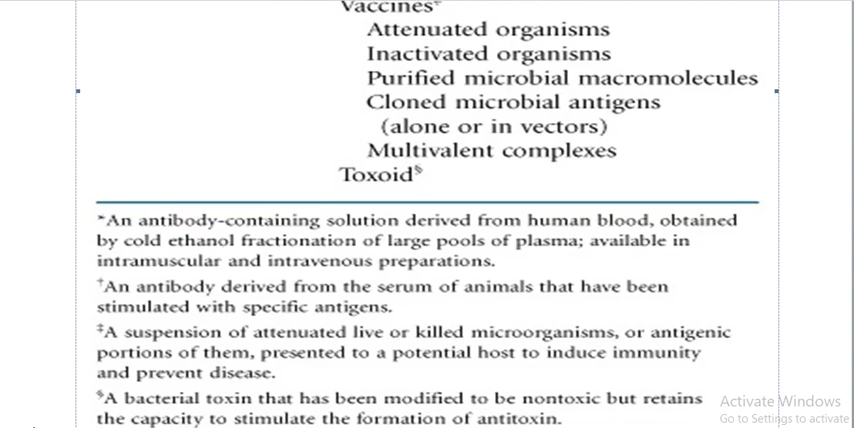 Vaccines‡
Attenuated organisms
Inactivated organisms
Purified microbial macromolecules
Cloned microbial antigens
(alone or in vectors)
Multivalent complexes
Toxoid§
*An antibody-containing solution derived from human blood, obtained
by cold ethanol fractionation of large pools of plasma; available in
intramuscular and intravenous preparations.
†An antibody derived from the serum of animals that have been
stimulated with specific antigens.
‡A suspension of attenuated live or killed microorganisms, or antigenic
portions of them, presented to a potential host to induce immunity
and prevent disease.
§A bacterial toxin that has been modified to be nontoxic but retains
the capacity to stimulate the formation of antitoxin.
Activate Windows
Go to Settings to activate